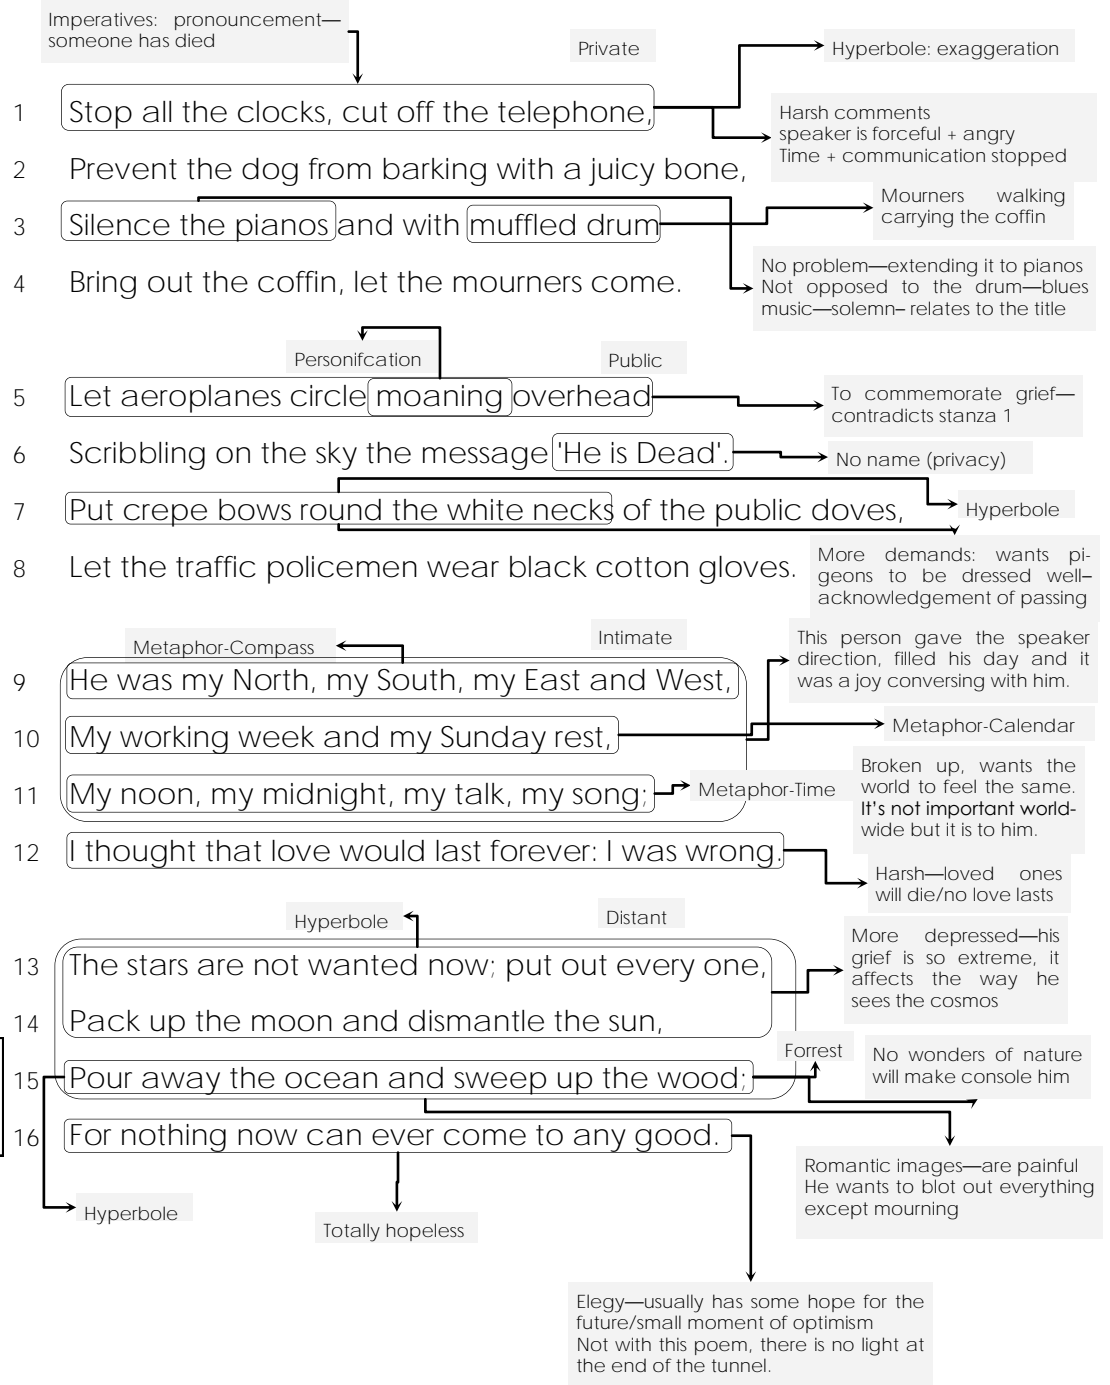 Imperatives: pronouncement—
someone has died
Private
Hyperbole: exaggeration
1 Stop all the clocks, cut off the telephone,
Harsh comments
speaker is forceful + angry
Time + communication stopped
2 Prevent the dog from barking with a juicy bone,
Mourners walking
carrying the coffin
3 Silence the pianos and with muffled drum
No problem—extending it to pianos
Not opposed to the drum—blues
music—solemn– relates to the title
4 Bring out the coffin, let the mourners come.
Personifcation
Public
5 Let aeroplanes circle moaning overhead
To commemorate grief—
contradicts stanza 1
6 Scribbling on the sky the message 'He is Dead'.
No name (privacy)
7 Put crepe bows round the white necks of the public doves,
Hyperbole
8 Let the traffic policemen wear black cotton gloves.
More demands: wants pi-
geons to be dressed well–
acknowledgement of passing
Metaphor-Compass
Intimate
This person gave the speaker
direction, filled his day and it
was a joy conversing with him.
9 He was my North, my South, my East and West,
10 My working week and my Sunday rest,
Metaphor-Calendar
11 My noon, my midnight, my talk, my song;
Metaphor-Time
Broken up, wants the
world to feel the same.
It's not important world-
wide but it is to him.
12 I thought that love would last forever: I was wrong.
Harsh—loved ones
will die/no love lasts
Hyperbole
Distant
More depressed—his
grief is so extreme, it
affects the way he
sees the cosmos
13 The stars are not wanted now; put out every one,
14 Pack up the moon and dismantle the sun,
Forrest
No wonders of nature
will make console him
15 Pour away the ocean and sweep up the wood;
16 For nothing now can ever come to any good.
Romantic images—are painful
He wants to blot out everything
except mourning
Hyperbole
Totally hopeless
Elegy—usually has some hope for the
future/small moment of optimism
Not with this poem, there is no light at
the end of the tunnel.